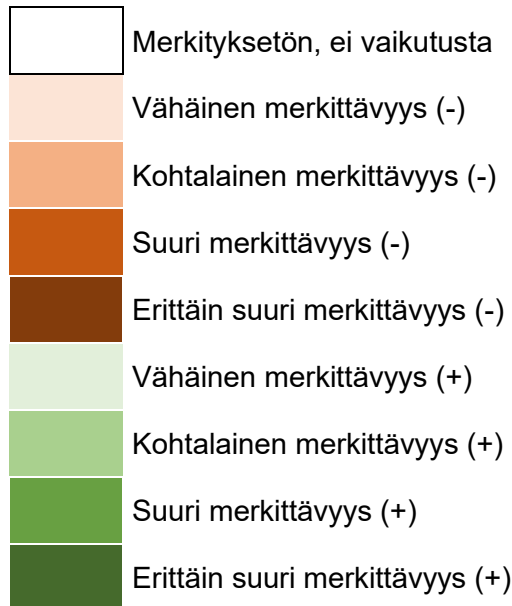 Merkityksetön, ei vaikutusta
Vähäinen merkittävyys (-)
Kohtalainen merkittävyys (-)
Suuri merkittävyys (-)
Erittäin suuri merkittävyys (-)
Vähäinen merkittävyys (+)
Kohtalainen merkittävyys (+)
Suuri merkittävyys (+)
Erittäin suuri merkittävyys (+)